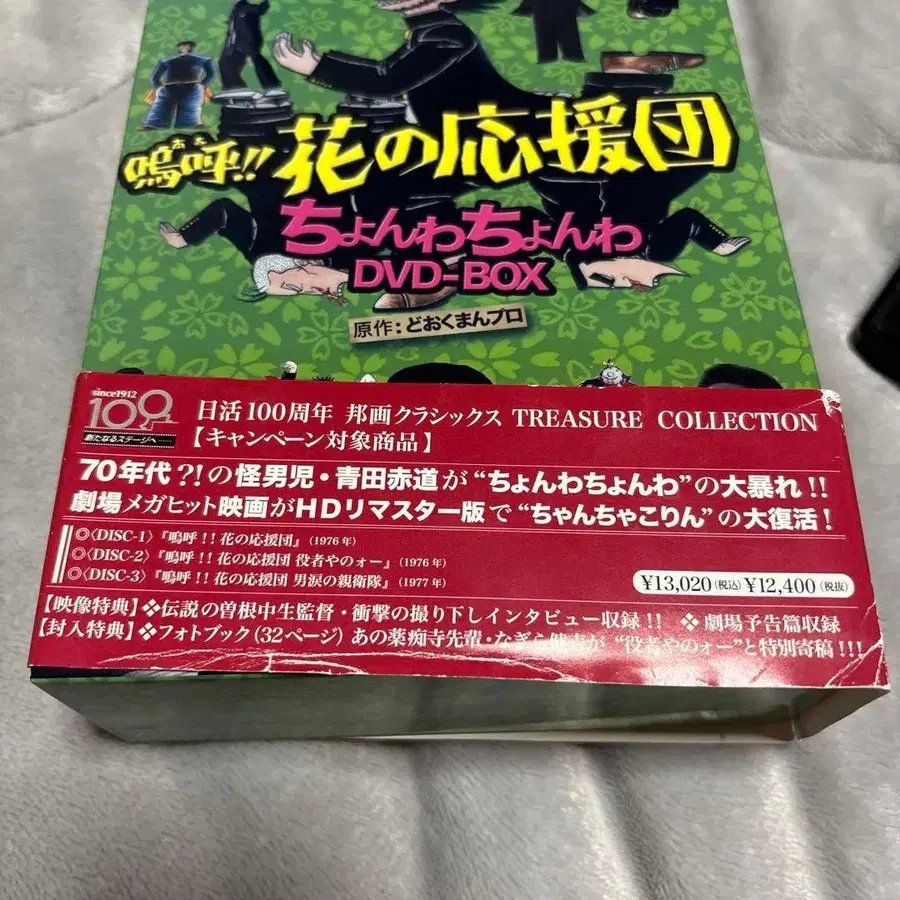 嗚呼!! 花の応援団
ああ
ちょんわちょんわ
DVD-BOX
原作:どおくまんプロ
since1912
100
新たなるステージへ
日活100周年 邦画クラシックス TREASURE COLLECTION
【キャンペーン対象商品】
70年代?!の怪男児・青田赤道が“ちょんわちょんわ”の大暴れ!!
劇場メガヒット映画がHDリマスター版で“ちゃんちゃこりん”の大復活!
◎〈DISC-1〉『嗚呼!!花の応援団』(1976年)
◎〈DISC-2〉『嗚呼!!花の応援団 役者やのォー』(1976年)
◎〈DISC-3〉『嗚呼!!花の応援団 男涙の親衛隊』(1977年)
¥13,020(税込)¥12,400(税抜)
【映像特典】❖伝説の曽根中生監督・衝撃の撮り下しインタビュー収録!! ❖劇場予告篇収録
【封入特典】❖フォトブック(32ページ)あの薬痴寺先輩・なぎら健壱が“役者やのォー”と特別寄稿!!!